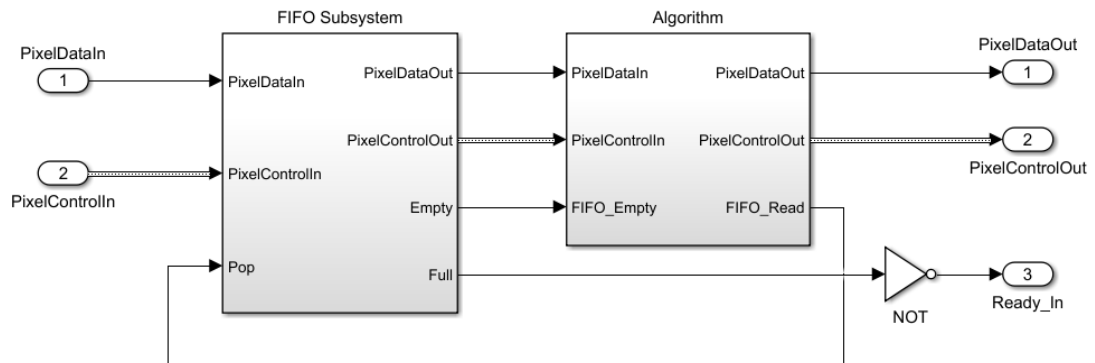 FIFO Subsystem
Algorithm
PixelDataIn
1
PixelDataIn
PixelDataOut
PixelDataIn
PixelDataOut
PixelDataOut
1
2
PixelControlIn
PixelControlIn
PixelControlOut
PixelControlIn
PixelControlOut
2
PixelControlOut
Empty
FIFO_Empty
FIFO_Read
Pop
Full
NOT
3
Ready_In